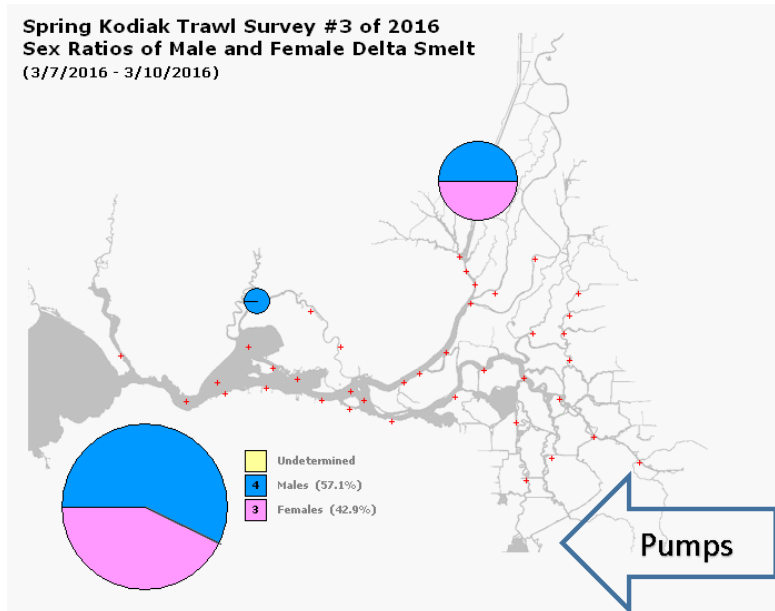 Spring Kodiak Trawl Survey #3 of 2016
Sex Ratios of Male and Female Delta Smelt
(3/7/2016 - 3/10/2016)
Undetermined
4 Males (57.1%)
3 Females (42.9%)
Pumps